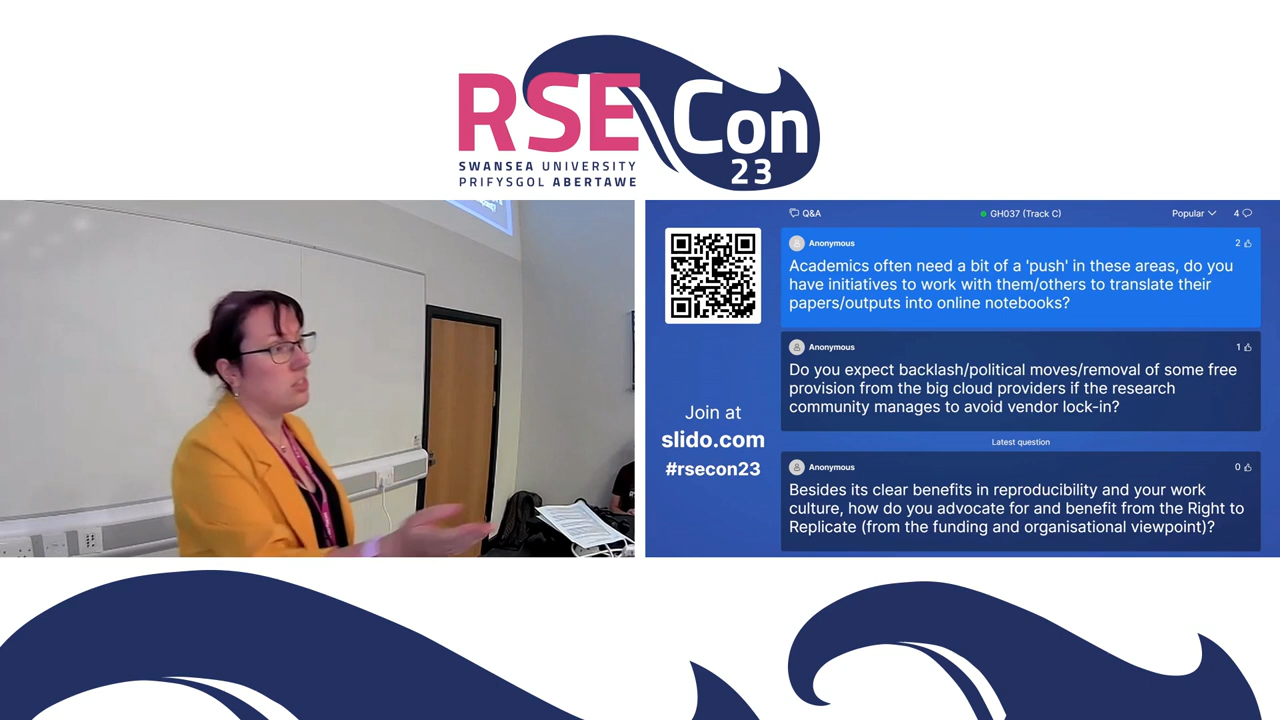 RSE Con
23
SWANSEA UNIVERSITY
PRIFYSGOL ABERTAWE
Q&A
GH037 (Track C)
Popular
4
Anonymous
2
Academics often need a bit of a 'push' in these areas, do you
have initiatives to work with them/others to translate their
papers/outputs into online notebooks?
Anonymous
1
Do you expect backlash/political moves/removal of some free
provision from the big cloud providers if the research
community manages to avoid vendor lock-in?
Join at
slido.com
#rsecon23
Latest question
Anonymous
0
Besides its clear benefits in reproducibility and your work
culture, how do you advocate for and benefit from the Right to
Replicate (from the funding and organisational viewpoint)?